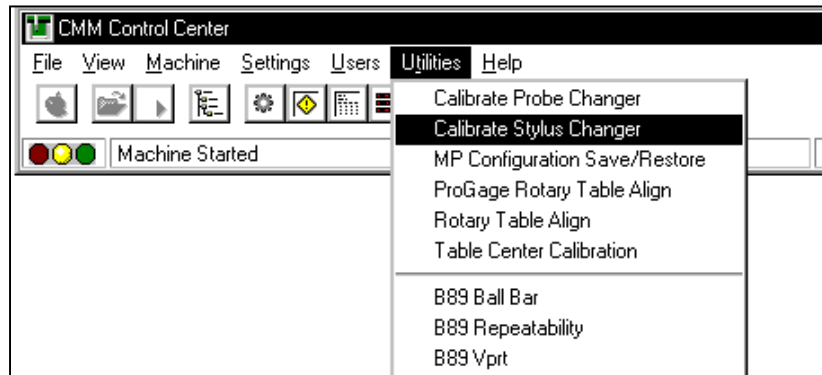 CMM Control Center
File View Machine Settings Users Utilities Help
Machine Started
Calibrate Probe Changer
Calibrate Stylus Changer
MP Configuration Save/Restore
ProGage Rotary Table Align
Rotary Table Align
Table Center Calibration
B89 Ball Bar
B89 Repeatability
B89 Vprt